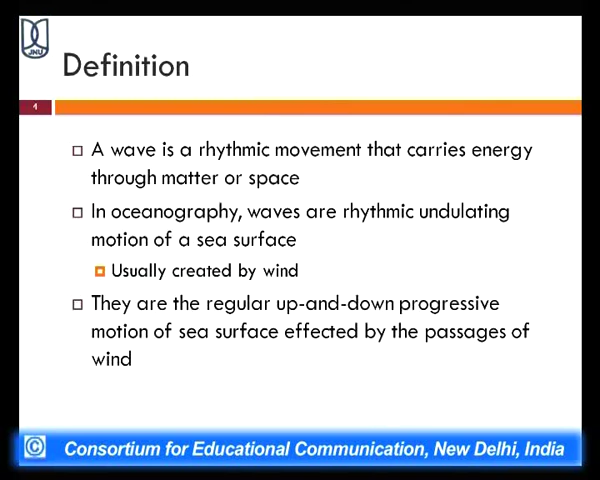 JNU
Definition
4
A wave is a rhythmic movement that carries energy
through matter or space
In oceanography, waves are rhythmic undulating
motion of a sea surface
Usually created by wind
They are the regular up-and-down progressive
motion of sea surface effected by the passages of
wind
© Consortium for Educational Communication, New Delhi, India